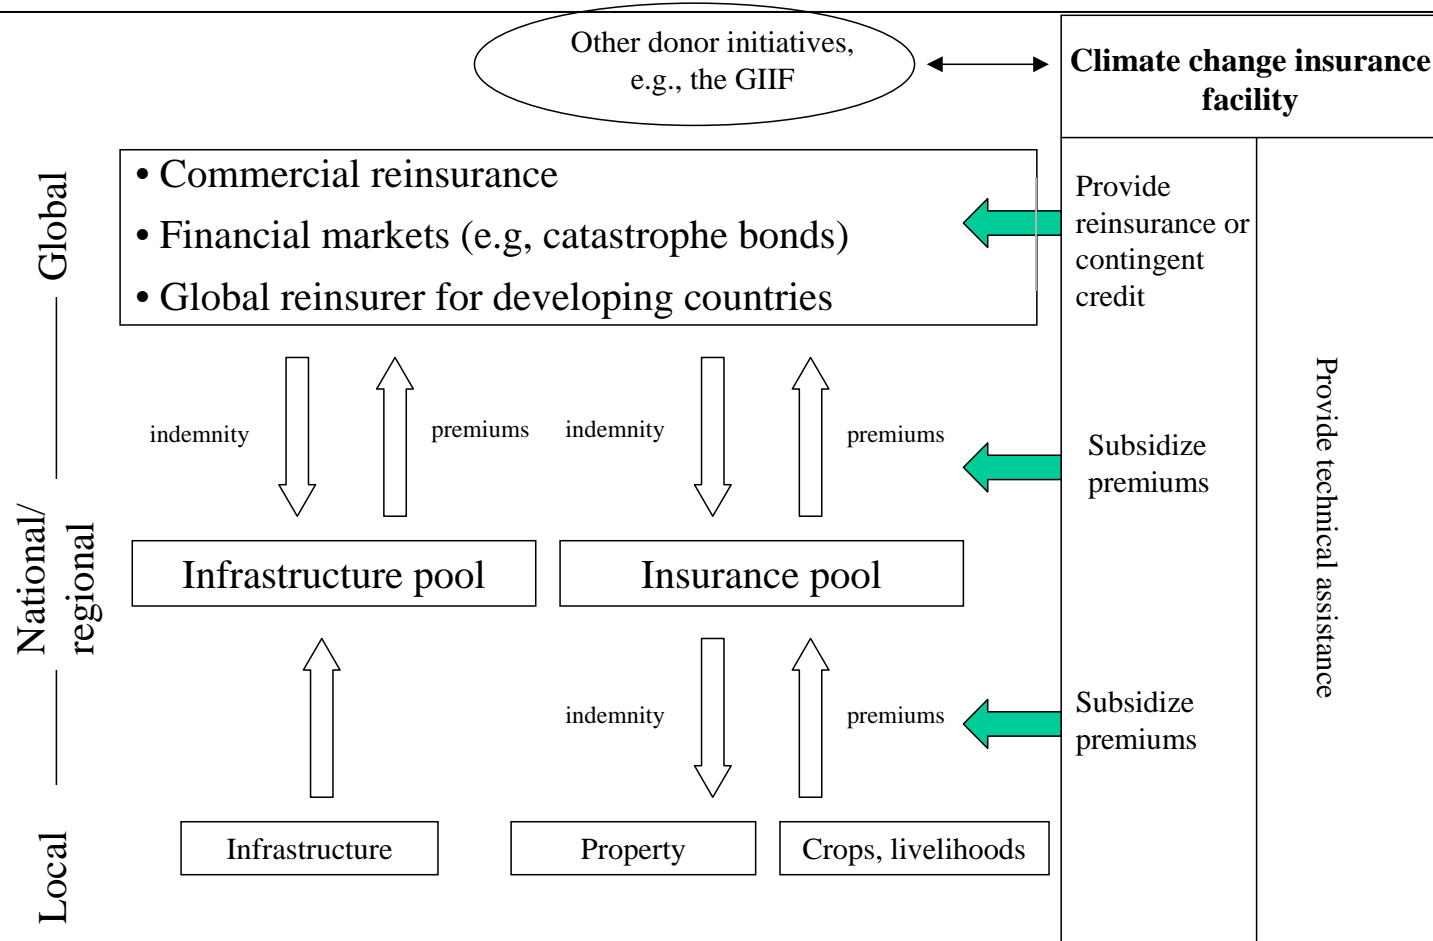 Other donor initiatives,
e.g., the GIIF
Climate change insurance
facility
Global
• Commercial reinsurance
• Financial markets (e.g, catastrophe bonds)
• Global reinsurer for developing countries
Provide
reinsurance or
contingent
credit
indemnity
premiums
indemnity
premiums
Subsidize
premiums
Provide technical assistance
National/
regional
Infrastructure pool
Insurance pool
indemnity
premiums
Subsidize
premiums
Local
Infrastructure
Property
Crops, livelihoods